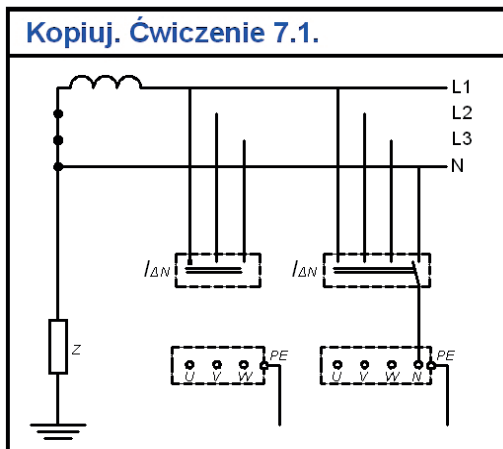 Kopiuj. Ćwiczenie 7.1.
L1
L2
L3
N
IΔN IΔN
Z
PE PE
U V W U V W N